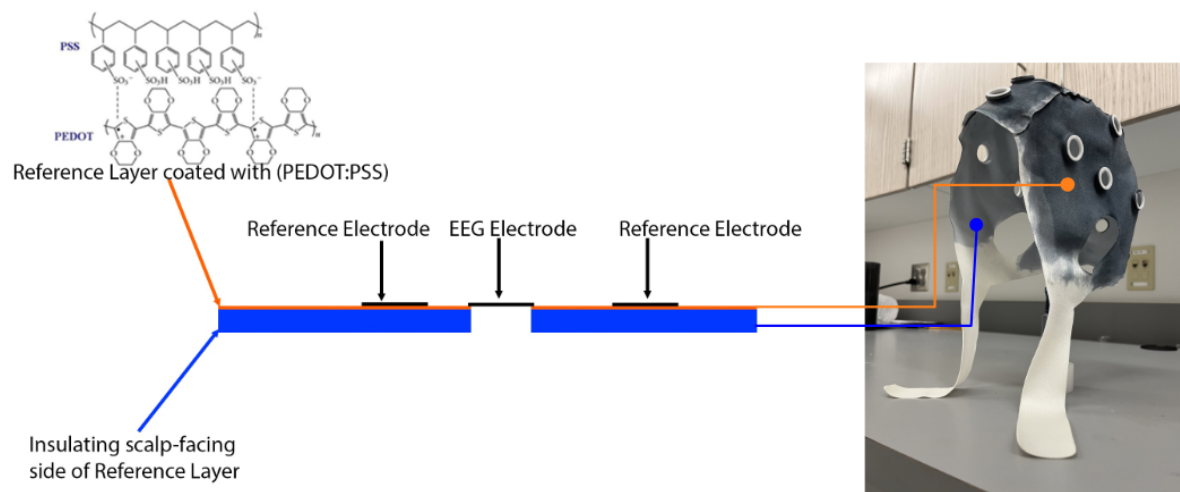 PSS
SO₃⁻ SO₃H SO₃H SO₃H SO₃⁻
n
S S S
O O O O O O
PEDOT
n
Reference Layer coated with (PEDOT:PSS)
Reference Electrode EEG Electrode Reference Electrode
Insulating scalp-facing
side of Reference Layer